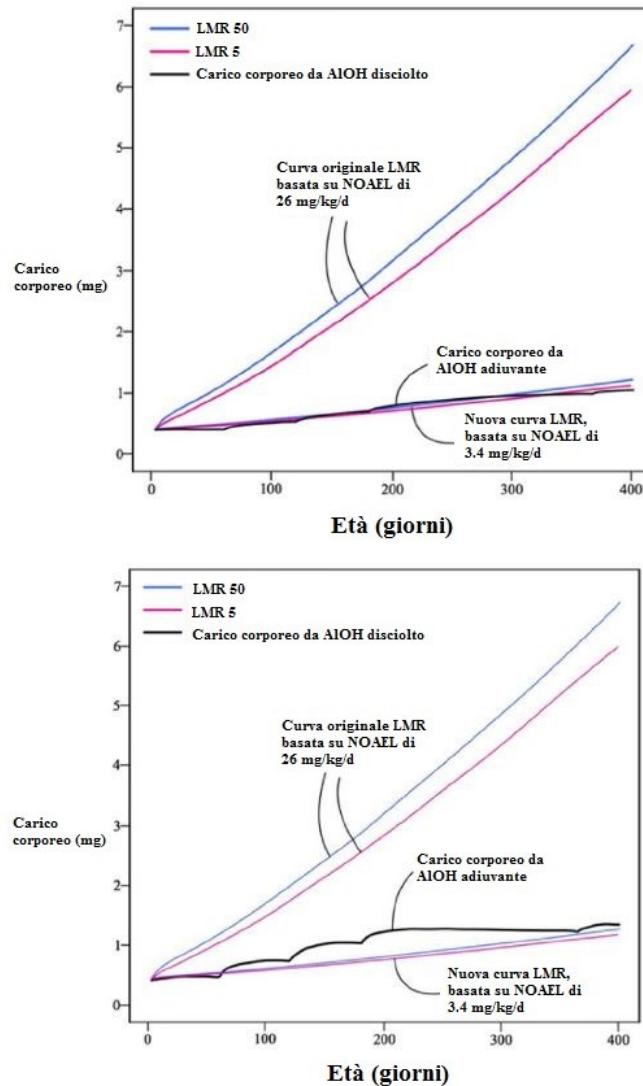 7
LMR 50
LMR 5
Carico corporeo da AlOH disciolto
6
5
Curva originale LMR
basata su NOAEL di
26 mg/kg/d
4
Carico
corporeo (mg)
3
2
Carico corporeo da
AlOH adiuvante
1
Nuova curva LMR,
basata su NOAEL di
3.4 mg/kg/d
0
0 100 200 300 400
Età (giorni)
7
LMR 50
LMR 5
Carico corporeo da AlOH disciolto
6
5
Curva originale LMR
basata su NOAEL di
26 mg/kg/d
4
Carico
corporeo (mg)
3
Carico corporeo da
AlOH adiuvante
2
1
Nuova curva LMR,
basata su NOAEL di
3.4 mg/kg/d
0
0 100 200 300 400
Età (giorni)